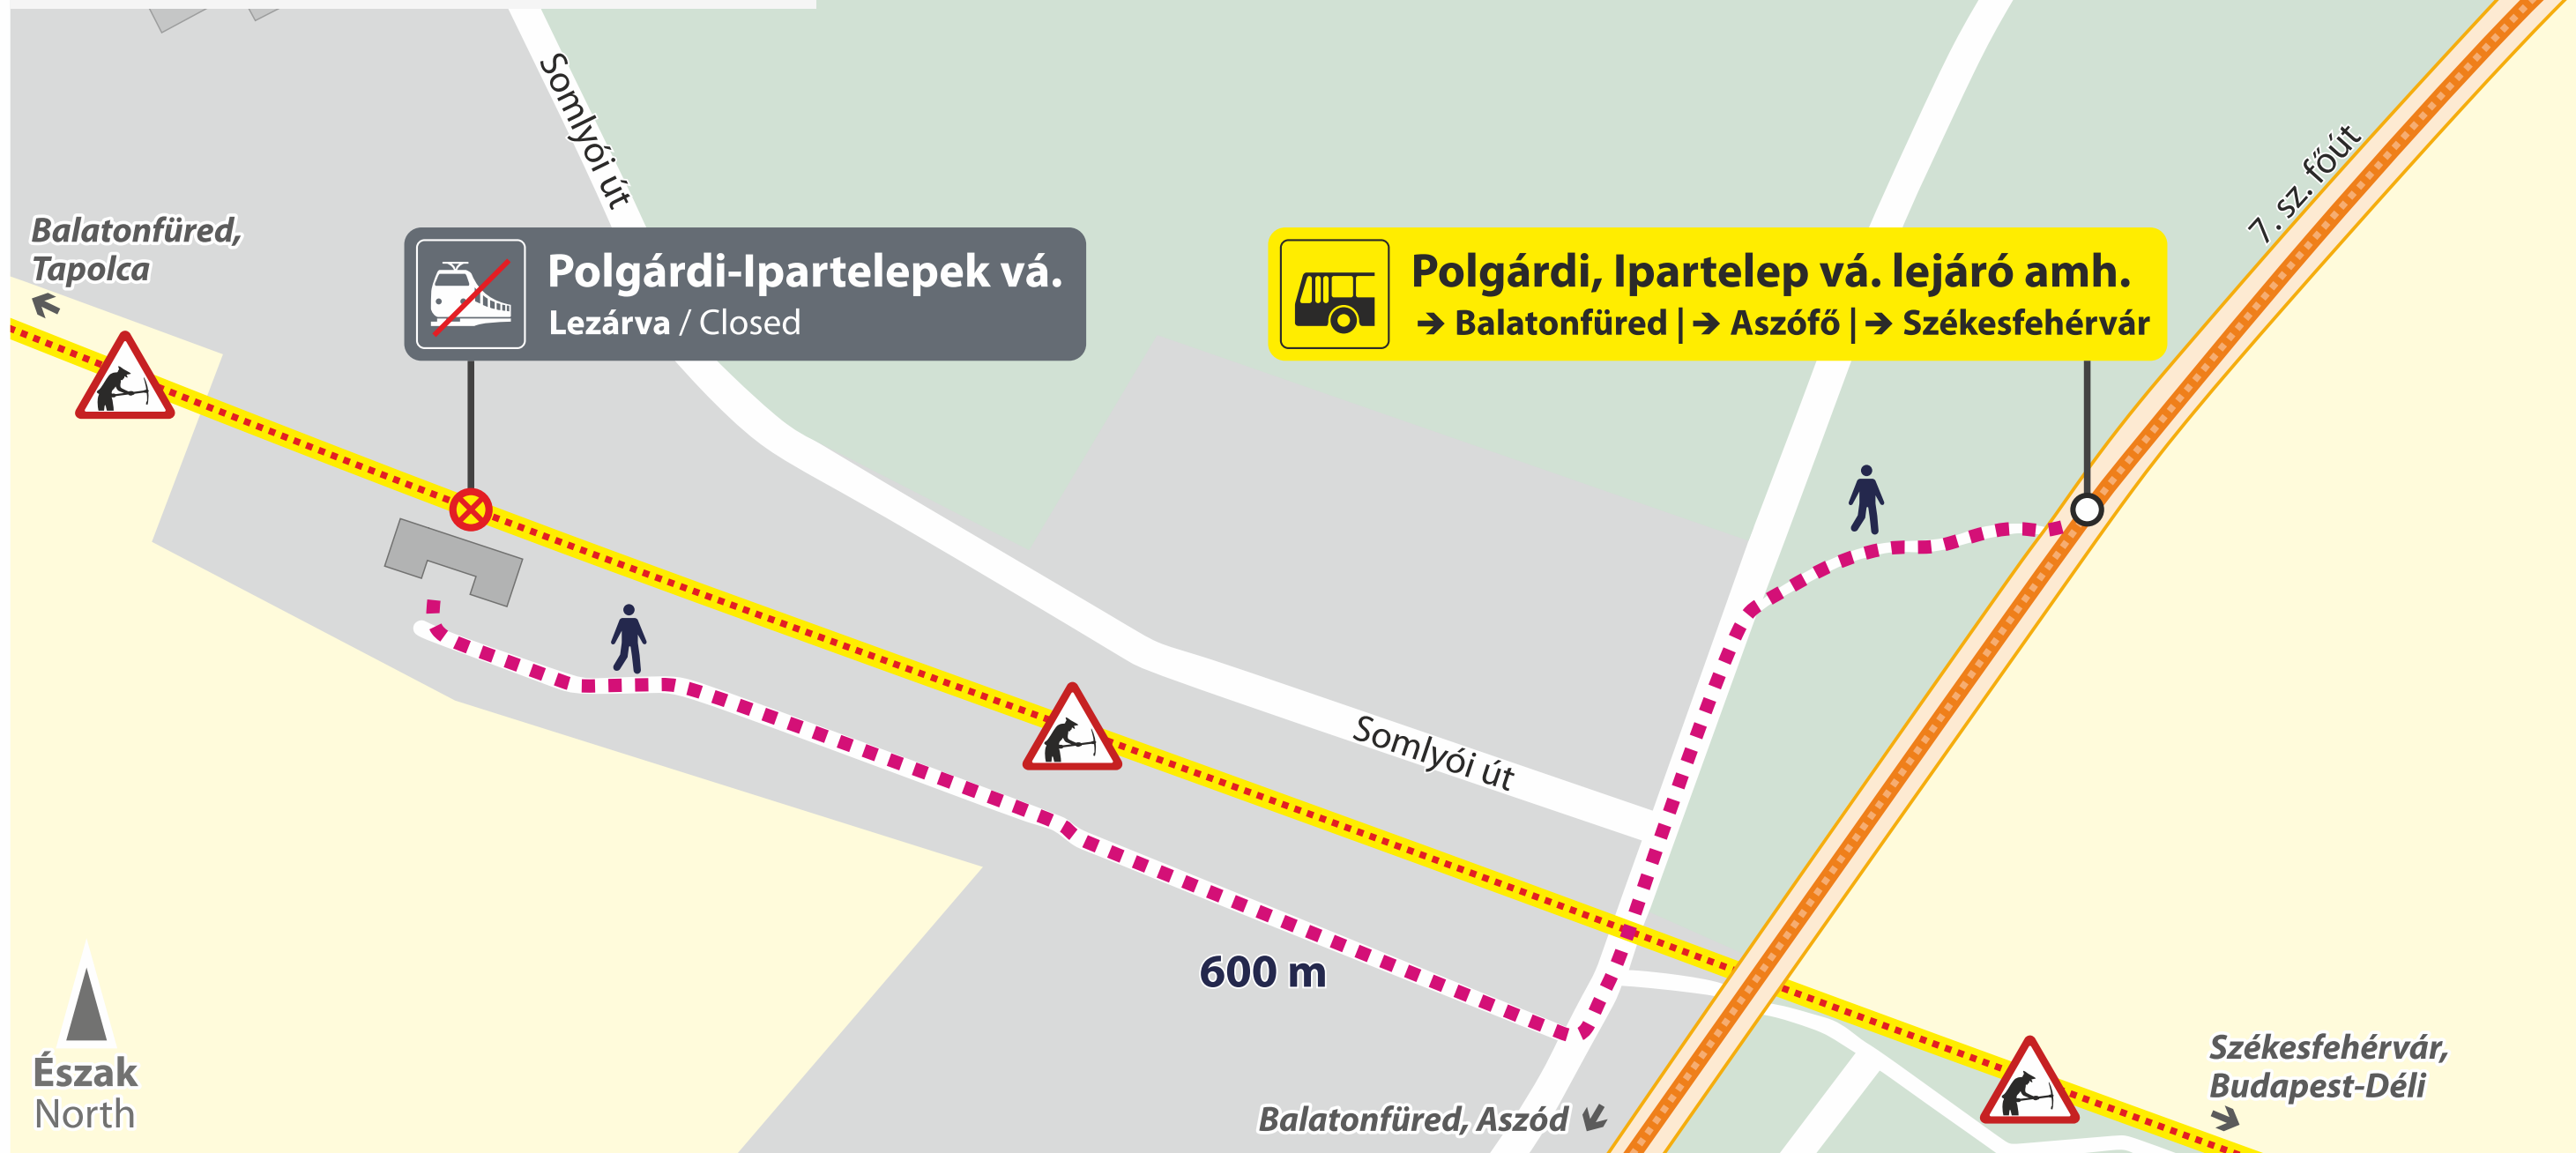 Somlyói út
7. sz. főút
Balatonfüred,
Tapolca
Polgárdi-Ipartelepek vá.
Lezárva / Closed
Polgárdi, Ipartelep vá. lejáró amh.
➔ Balatonfüred | ➔ Aszófő | ➔ Székesfehérvár
Somlyói út
600 m
Észak
North
Balatonfüred, Aszód
Székesfehérvár,
Budapest-Déli